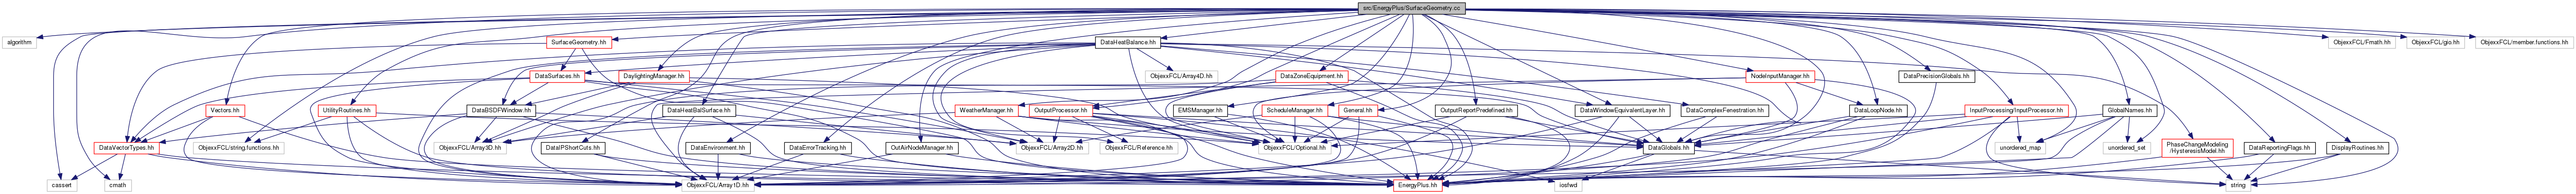 src/EnergyPlus/SurfaceGeometry.cc
algorithm
SurfaceGeometry.hh
DataHeatBalance.hh
ObjexxFCL/Fmath.hh
ObjexxFCL/gio.hh
ObjexxFCL/member.functions.hh
DataSurfaces.hh
DaylightingManager.hh
ObjexxFCL/Array4D.hh
DataZoneEquipment.hh
NodeInputManager.hh
DataPrecisionGlobals.hh
Vectors.hh
UtilityRoutines.hh
DataBSDFWindow.hh
DataHeatBalSurface.hh
WeatherManager.hh
OutputProcessor.hh
EMSManager.hh
ScheduleManager.hh
General.hh
OutputReportPredefined.hh
DataWindowEquivalentLayer.hh
DataComplexFenestration.hh
DataLoopNode.hh
InputProcessing/InputProcessor.hh
GlobalNames.hh
DataVectorTypes.hh
ObjexxFCL/string.functions.hh
ObjexxFCL/Array3D.hh
DataIPShortCuts.hh
DataEnvironment.hh
DataErrorTracking.hh
OutAirNodeManager.hh
ObjexxFCL/Array2D.hh
ObjexxFCL/Reference.hh
ObjexxFCL/Optional.hh
DataGlobals.hh
unordered_map
unordered_set
PhaseChangeModeling
/HysteresisModel.hh
DataReportingFlags.hh
DisplayRoutines.hh
cassert
cmath
ObjexxFCL/Array1D.hh
EnergyPlus.hh
iosfwd
string